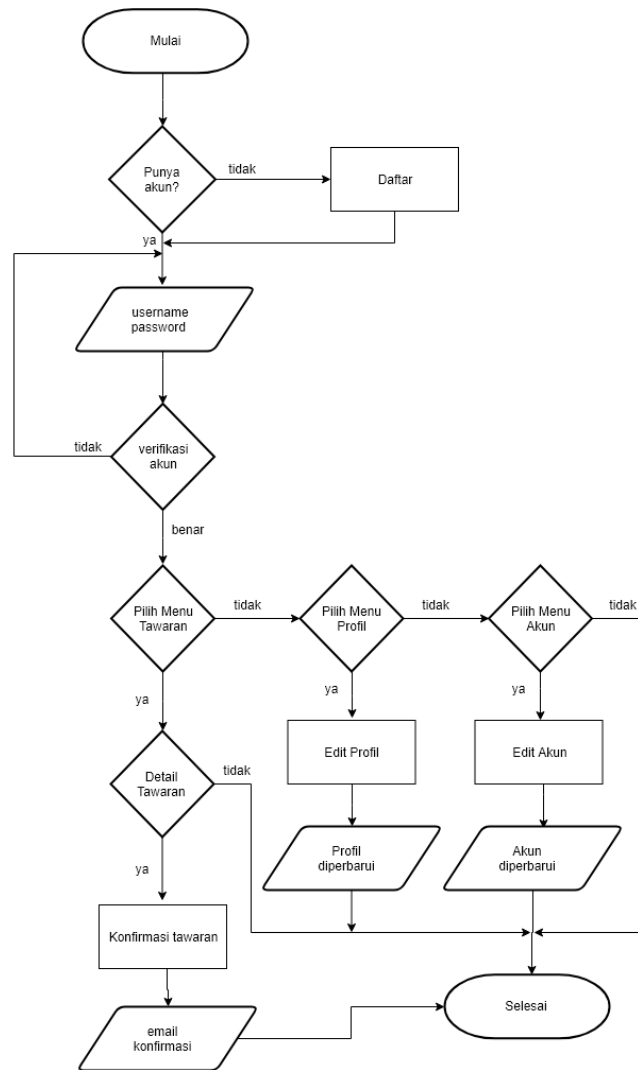 Mulai
Punya
akun?
tidak
Daftar
ya
username
password
tidak
verifikasi
akun
benar
Pilih Menu
Tawaran
tidak
Pilih Menu
Profil
tidak
Pilih Menu
Akun
tidak
ya
ya
ya
Detail
Tawaran
tidak
Edit Profil
Edit Akun
ya
Profil
diperbarui
Akun
diperbarui
Konfirmasi tawaran
email
konfirmasi
Selesai